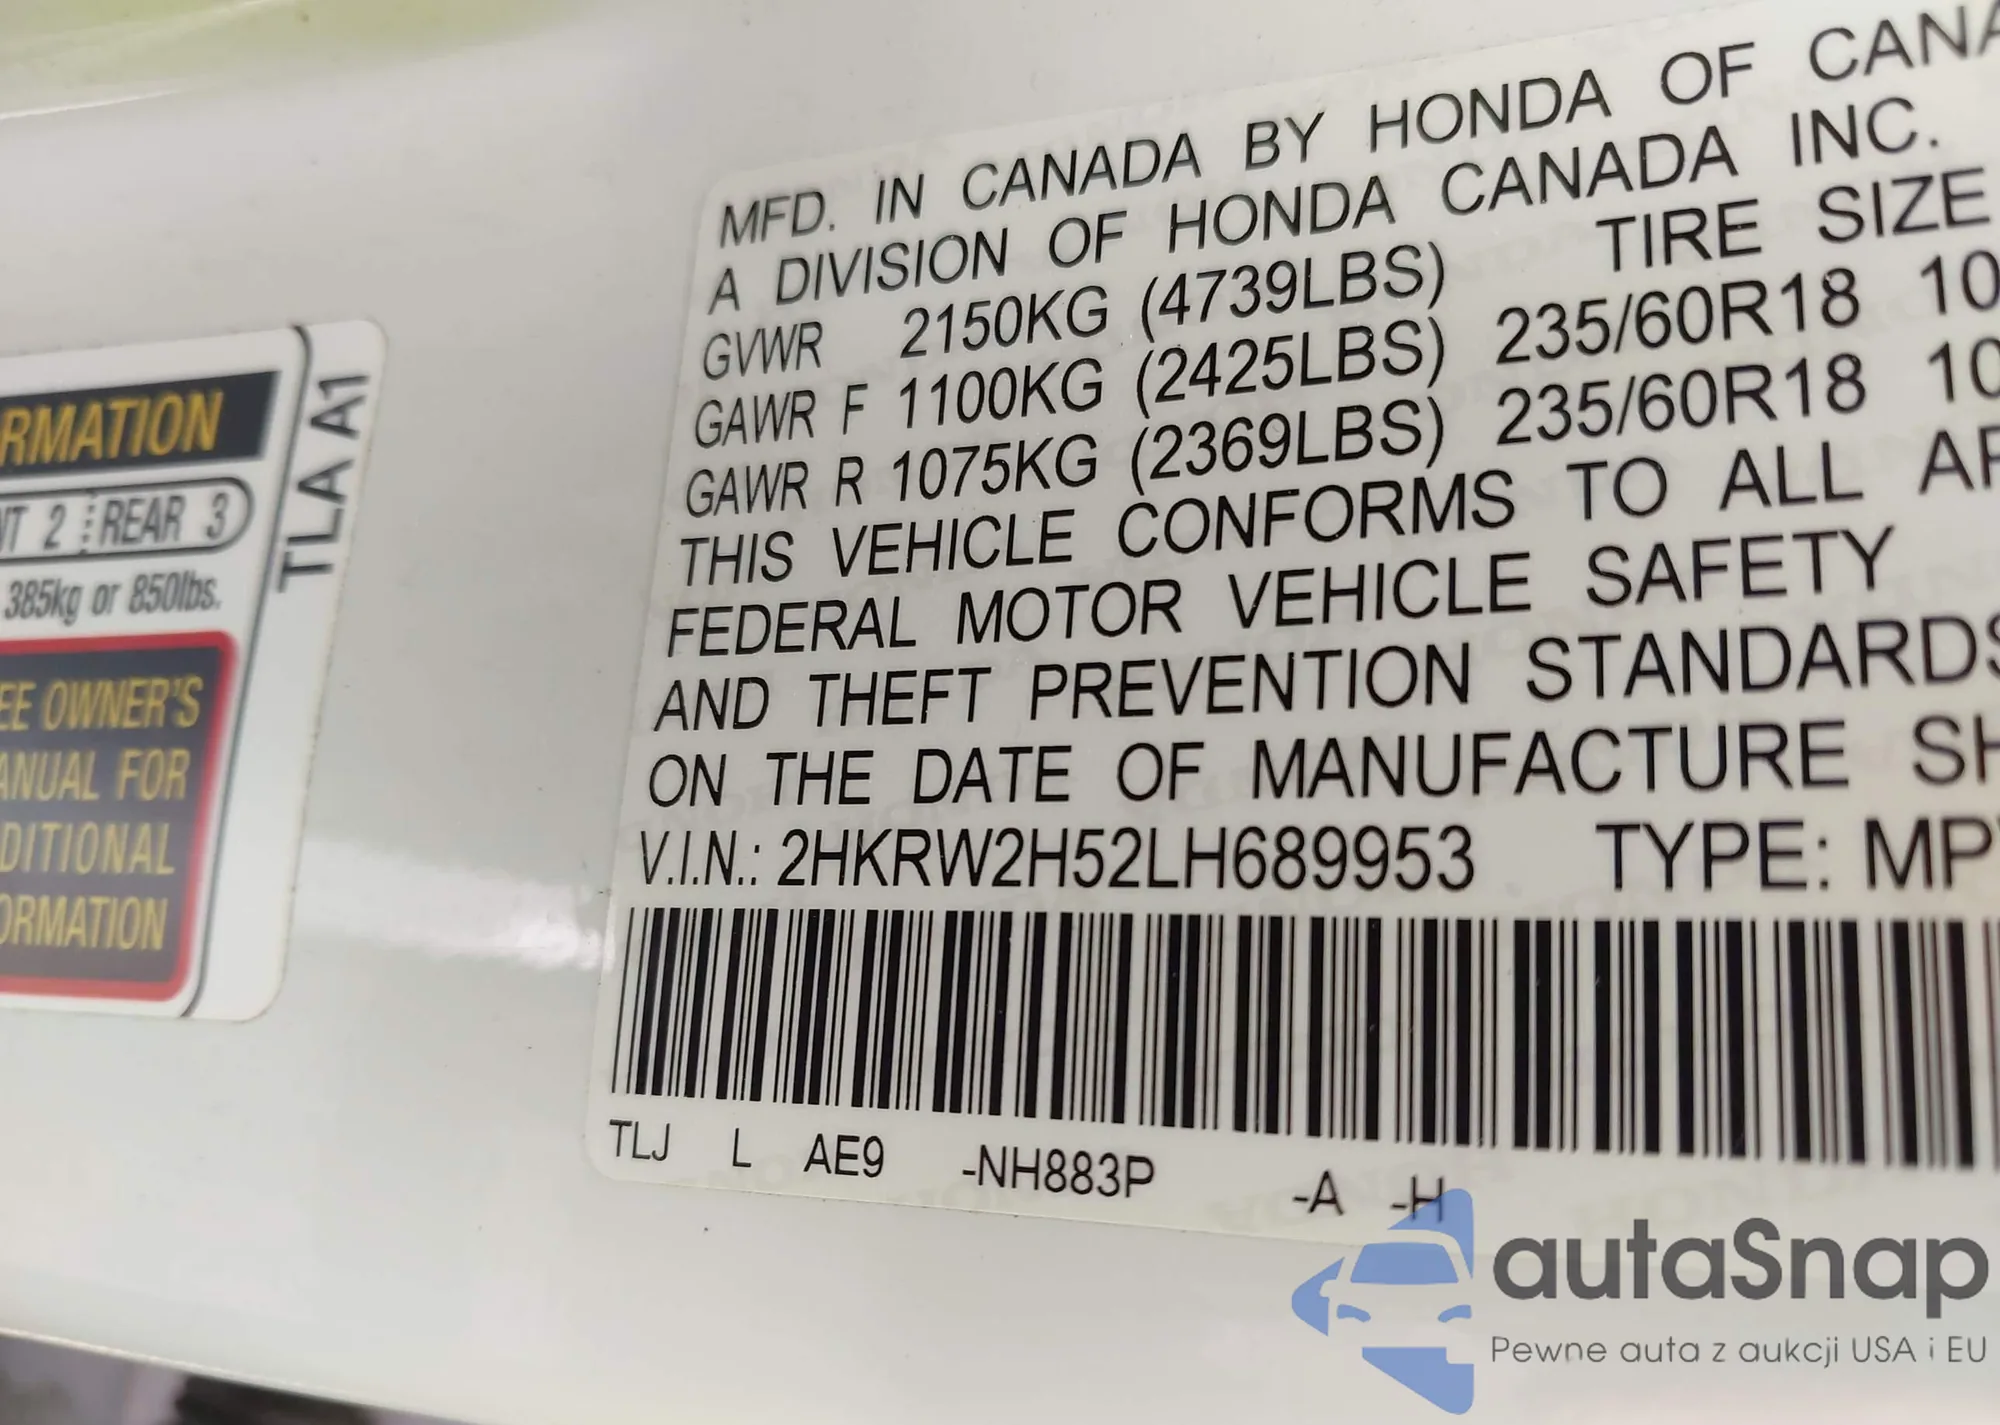 RMATION
NT 2 REAR 3
385kg or 850lbs.
EE OWNER'S
ANUAL FOR
DITIONAL
ORMATION
TLA A1
MFD. IN CANADA BY HONDA OF CANA
A DIVISION OF HONDA CANADA INC.
GVWR 2150KG (4739LBS) TIRE SIZE
GAWR F 1100KG (2425LBS) 235/60R18 10
GAWR R 1075KG (2369LBS) 235/60R18 10
THIS VEHICLE CONFORMS TO ALL AP
FEDERAL MOTOR VEHICLE SAFETY
AND THEFT PREVENTION STANDARDS
ON THE DATE OF MANUFACTURE SH
V.I.N.: 2HKRW2H52LH689953 TYPE: MP
TLJ L AE9 -NH883P -A -H
autaSnap
Pewne auta z aukcji USA i EU